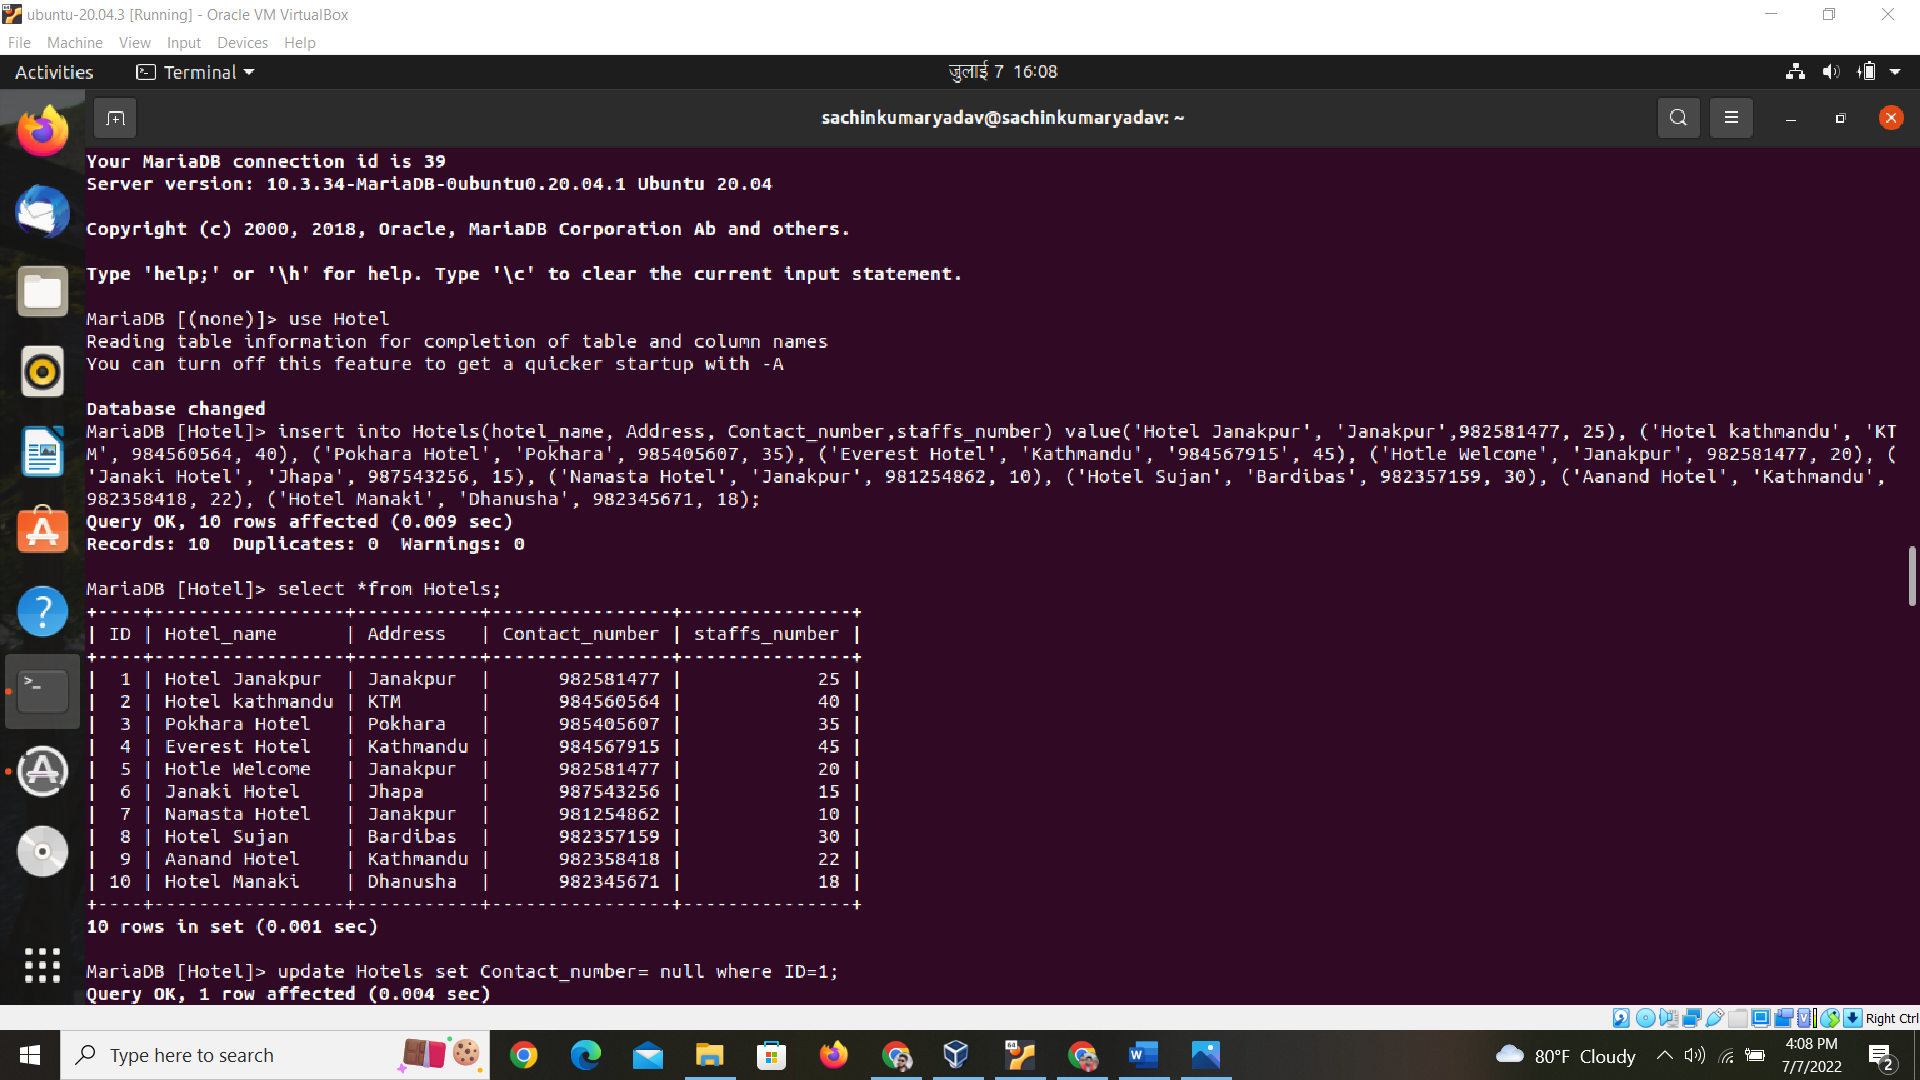 ubuntu-20.04.3 [Running] - Oracle VM VirtualBox
File Machine View Input Devices Help
Activities Terminal जुलाई 7 16:08
sachinkumaryadav@sachinkumaryadav: ~
Your MariaDB connection id is 39
Server version: 10.3.34-MariaDB-0ubuntu0.20.04.1 Ubuntu 20.04
Copyright (c) 2000, 2018, Oracle, MariaDB Corporation Ab and others.
Type 'help;' or '\h' for help. Type '\c' to clear the current input statement.
MariaDB [(none)]> use Hotel
Reading table information for completion of table and column names
You can turn off this feature to get a quicker startup with -A
Database changed
MariaDB [Hotel]> insert into Hotels(hotel_name, Address, Contact_number,staffs_number) value('Hotel Janakpur', 'Janakpur',982581477, 25), ('Hotel kathmandu', 'KT
M', 984560564, 40), ('Pokhara Hotel', 'Pokhara', 985405607, 35), ('Everest Hotel', 'Kathmandu', '984567915', 45), ('Hotle Welcome', 'Janakpur', 982581477, 20), (
'Janaki Hotel', 'Jhapa', 987543256, 15), ('Namasta Hotel', 'Janakpur', 981254862, 10), ('Hotel Sujan', 'Bardibas', 982357159, 30), ('Aanand Hotel', 'Kathmandu',
982358418, 22), ('Hotel Manaki', 'Dhanusha', 982345671, 18);
Query OK, 10 rows affected (0.009 sec)
Records: 10  Duplicates: 0  Warnings: 0
MariaDB [Hotel]> select *from Hotels;
+----+-----------------+-----------+----------------+---------------+
| ID | Hotel_name      | Address   | Contact_number | staffs_number |
+----+-----------------+-----------+----------------+---------------+
|  1 | Hotel Janakpur  | Janakpur  |      982581477 |            25 |
|  2 | Hotel kathmandu | KTM       |      984560564 |            40 |
|  3 | Pokhara Hotel   | Pokhara   |      985405607 |            35 |
|  4 | Everest Hotel   | Kathmandu |      984567915 |            45 |
|  5 | Hotle Welcome   | Janakpur  |      982581477 |            20 |
|  6 | Janaki Hotel    | Jhapa     |      987543256 |            15 |
|  7 | Namasta Hotel   | Janakpur  |      981254862 |            10 |
|  8 | Hotel Sujan     | Bardibas  |      982357159 |            30 |
|  9 | Aanand Hotel    | Kathmandu |      982358418 |            22 |
| 10 | Hotel Manaki    | Dhanusha  |      982345671 |            18 |
+----+-----------------+-----------+----------------+---------------+
10 rows in set (0.001 sec)
MariaDB [Hotel]> update Hotels set Contact_number= null where ID=1;
Query OK, 1 row affected (0.004 sec)
Right Ctrl
Type here to search
80°F Cloudy
4:08 PM
7/7/2022
2